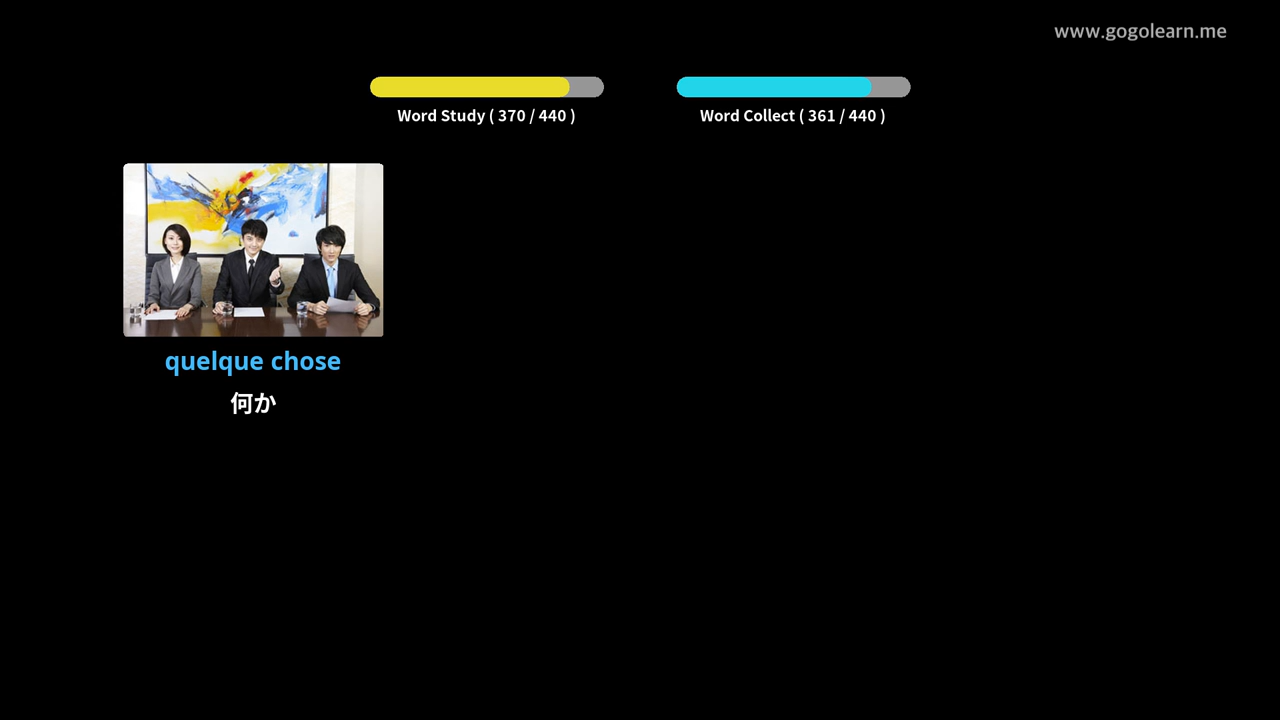 www.gogolearn.me
Word Study ( 370 / 440 )
Word Collect ( 361 / 440 )
quelque chose
何か